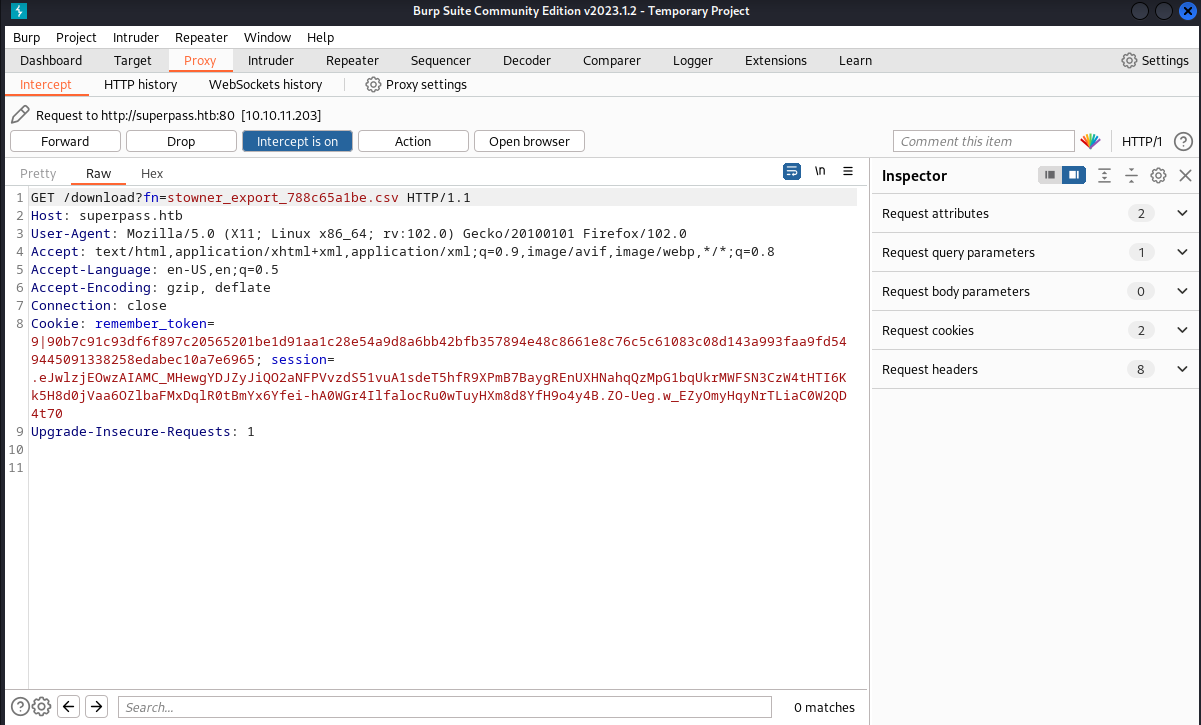 Burp Suite Community Edition v2023.1.2 - Temporary Project
Burp Project Intruder Repeater Window Help
Dashboard Target Proxy Intruder Repeater Sequencer Decoder Comparer Logger Extensions Learn Settings
Intercept HTTP history WebSockets history Proxy settings
Request to http://superpass.htb:80 [10.10.11.203]
Forward Drop Intercept is on Action Open browser Comment this item HTTP/1 ?
Pretty Raw Hex \n
Inspector
1 GET /download?fn=stowner_export_788c65a1be.csv HTTP/1.1
2 Host: superpass.htb
3 User-Agent: Mozilla/5.0 (X11; Linux x86_64; rv:102.0) Gecko/20100101 Firefox/102.0
4 Accept: text/html,application/xhtml+xml,application/xml;q=0.9,image/avif,image/webp,*/*;q=0.8
5 Accept-Language: en-US,en;q=0.5
6 Accept-Encoding: gzip, deflate
7 Connection: close
8 Cookie: remember_token=
9|90b7c91c93df6f897c20565201be1d91aa1c28e54a9d8a6bb42bfb357894e48c8661e8c76c5c61083c08d143a993faa9fd54
9445091338258edabec10a7e6965; session=
.eJwlzjEOwzAIAMC_MHewgYDJZyJiQO2aNFPVvzdS51vuA1sdeT5hfR9XPmB7BaygREnUXHNahqQzMpG1bqUkrMWFSN3CzW4tHTI6K
k5H8d0jVaa6OZlbaFMxDqlR0tBmYx6Yfei-hA0WGr4IlfalocRu0wTuyHXm8d8YfH9o4y4B.ZO-Ueg.w_EZyOmyHqyNrTLiaC0W2QD
4t70
9 Upgrade-Insecure-Requests: 1
10
11
Request attributes 2
Request query parameters 1
Request body parameters 0
Request cookies 2
Request headers 8
? Search... 0 matches